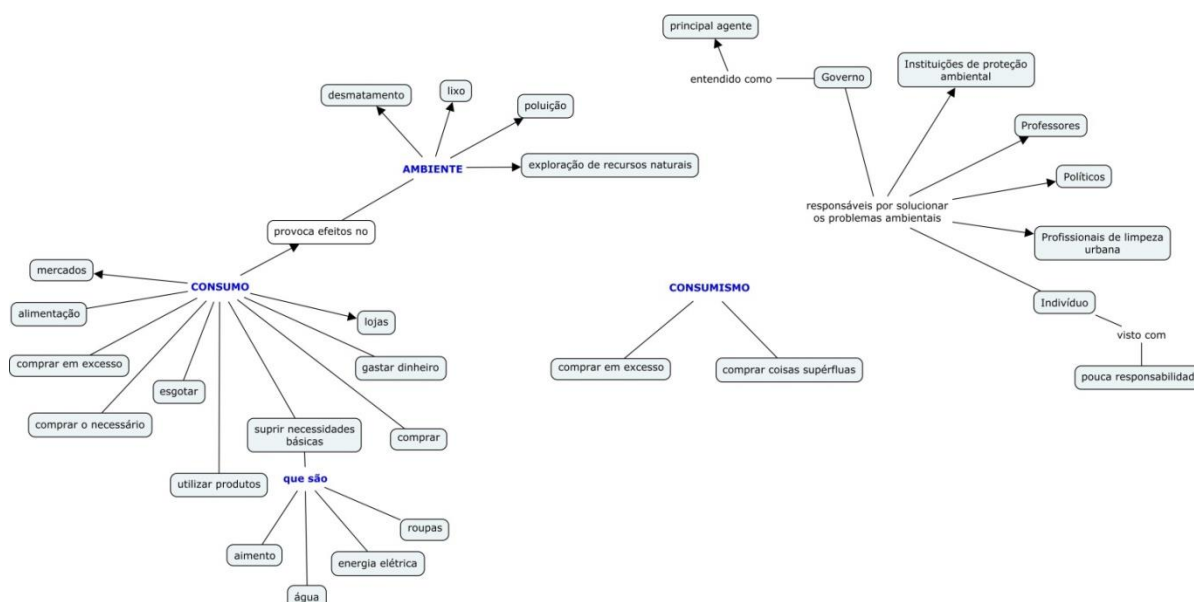 principal agente
entendido como
Governo
Instituições de proteção
ambiental
desmatamento
lixo
poluição
Professores
AMBIENTE
exploração de recursos naturais
Políticos
responsáveis por solucionar
os problemas ambientais
provoca efeitos no
Profissionais de limpeza
urbana
mercados
CONSUMO
CONSUMISMO
Indivíduo
alimentação
lojas
visto com
comprar em excesso
gastar dinheiro
comprar em excesso
comprar coisas supérfluas
pouca responsabilidad
esgotar
comprar o necessário
suprir necessidades
básicas
comprar
utilizar produtos
que são
roupas
aimento
energia elétrica
água